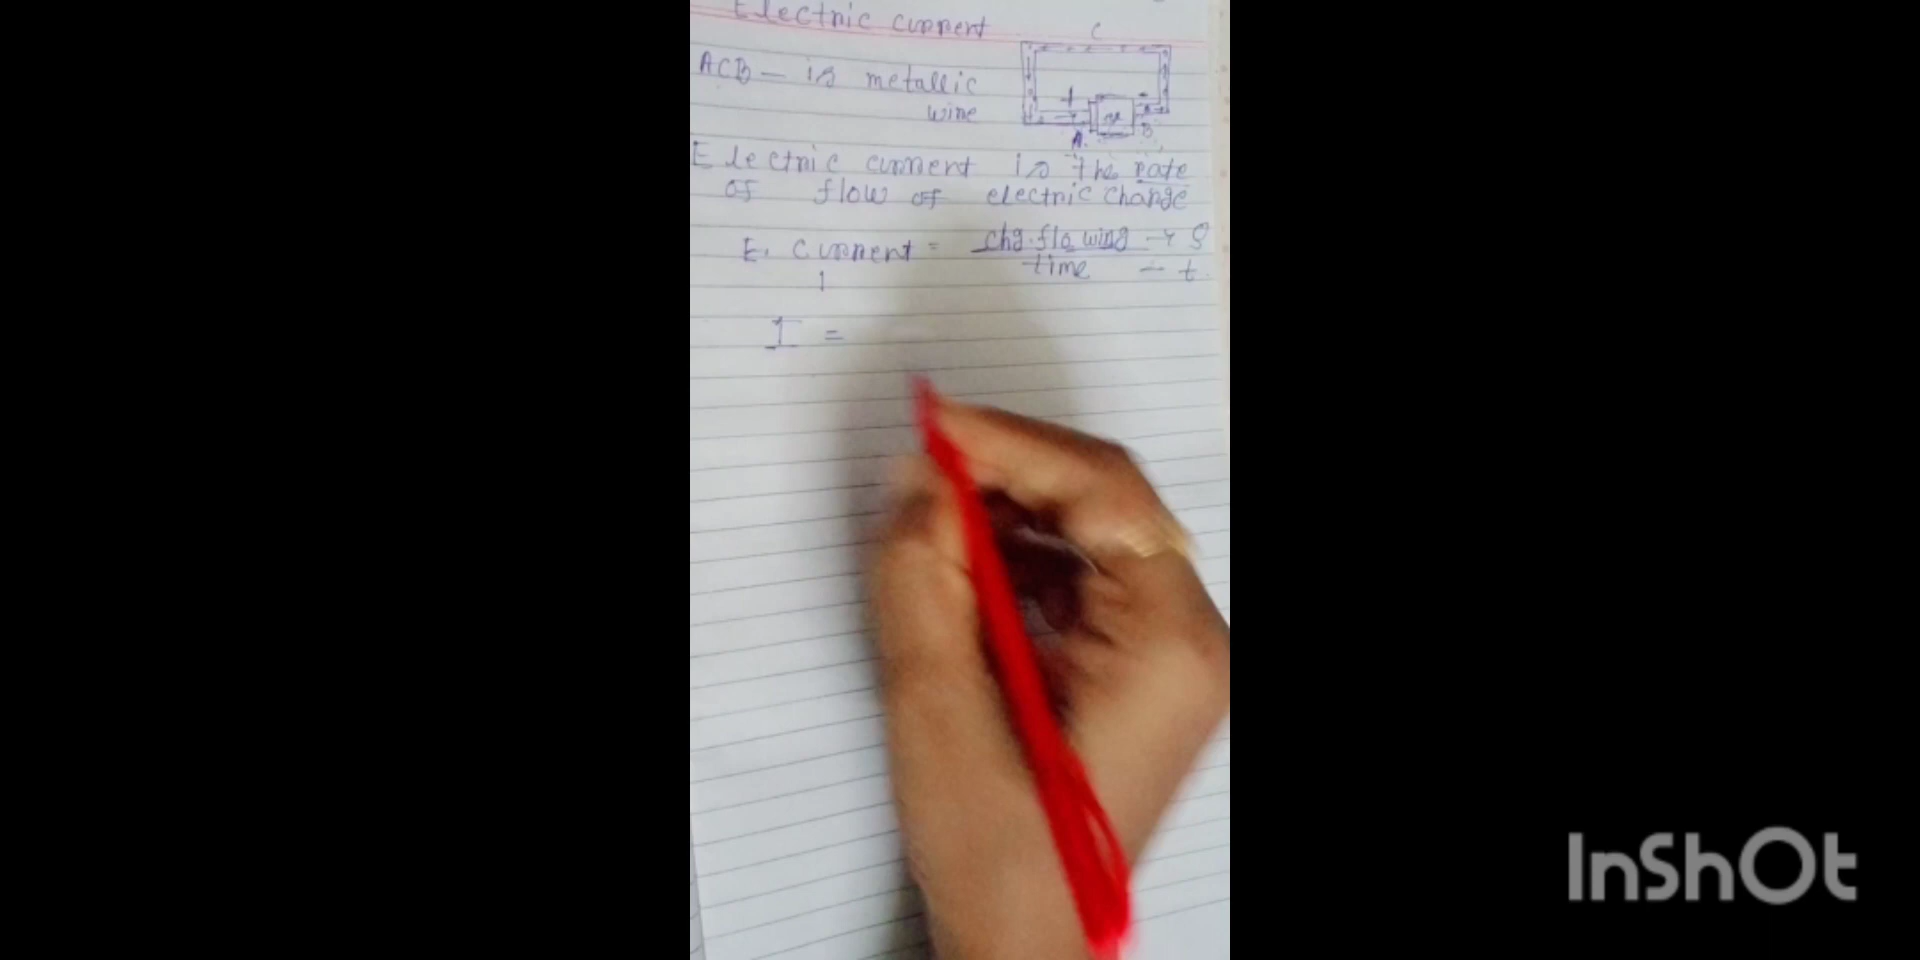 Electric current
C
ACB - is metallic
wire
+ -
A. B
Electric current is the rate
of flow of electric charge
E. Current = chg. flowing → Q
time - t
I
I =
InShOt